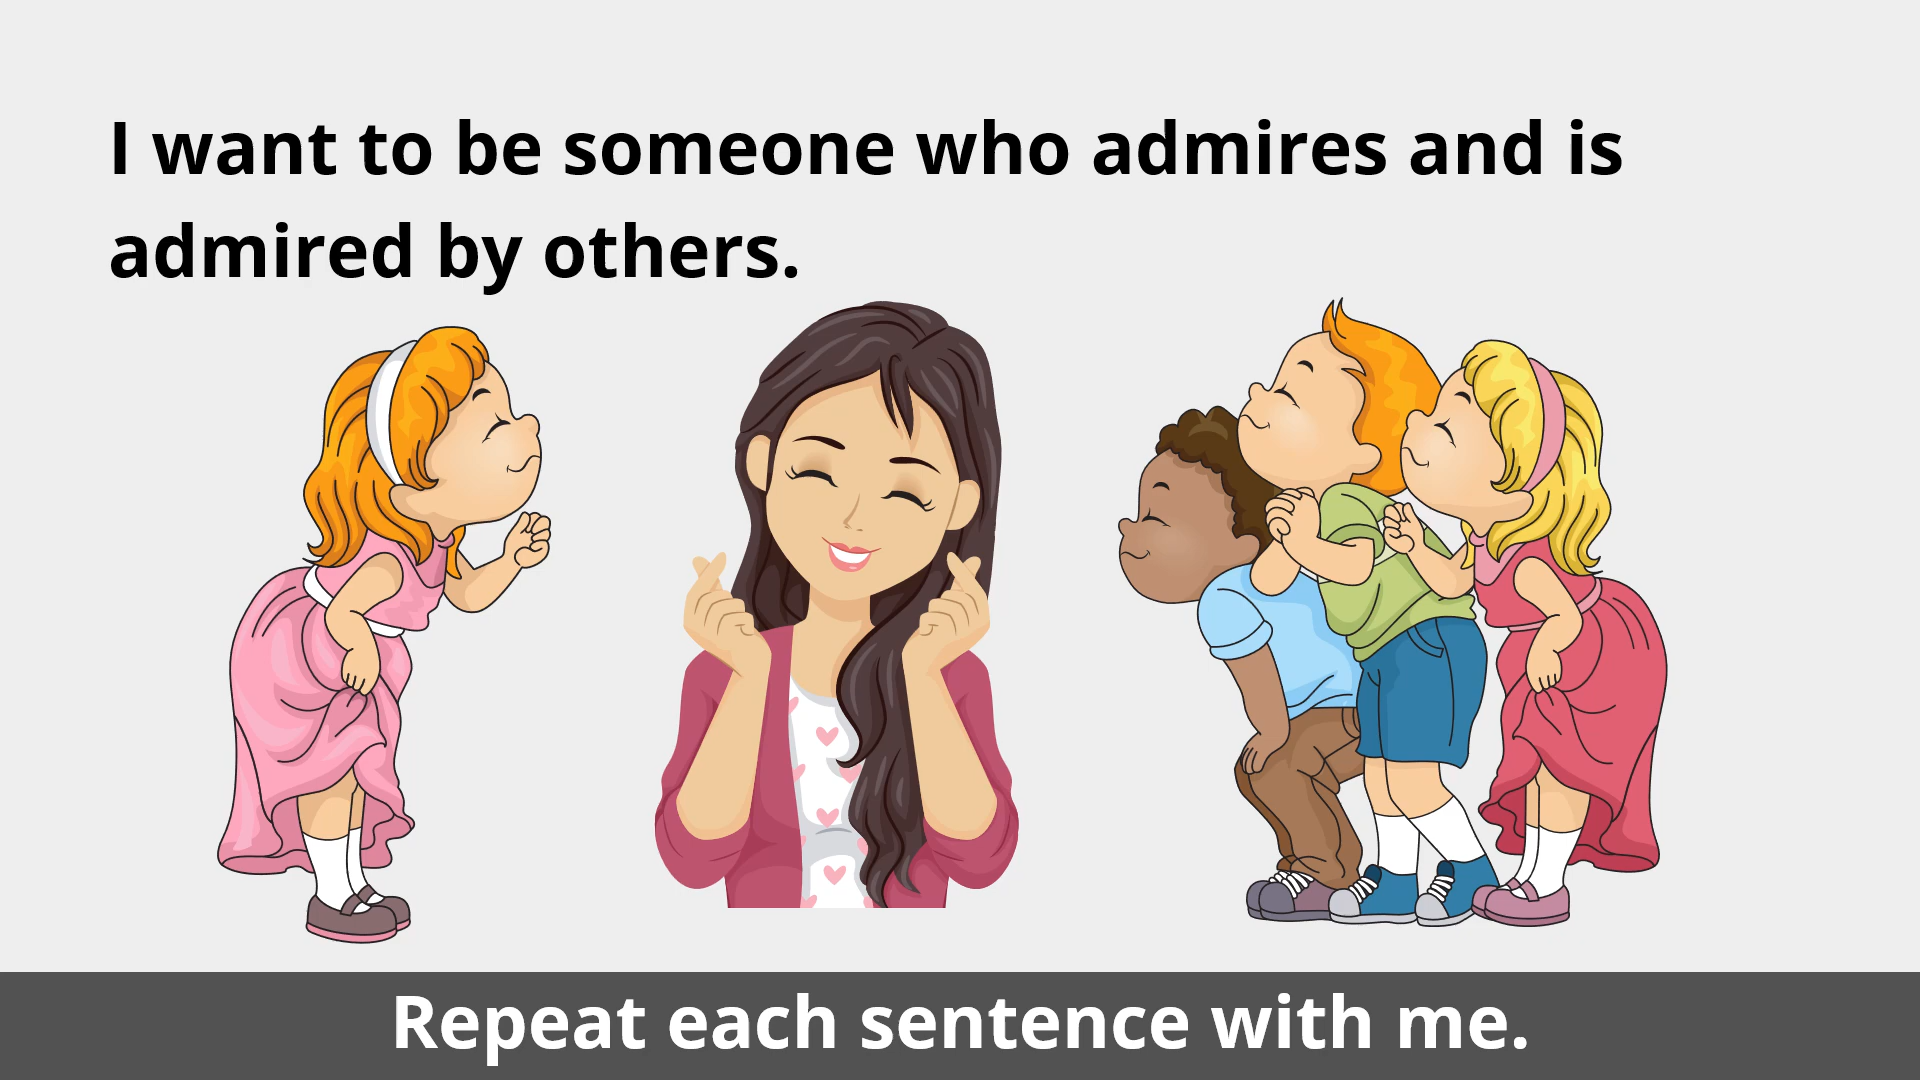 I want to be someone who admires and is
admired by others.
Repeat each sentence with me.